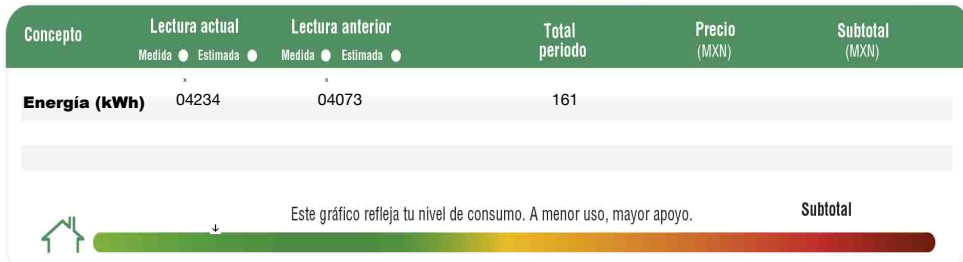 Concepto Lectura actual Lectura anterior Total periodo Precio (MXN) Subtotal (MXN)
Medida Estimada Medida Estimada
x x
Energía (kWh) 04234 04073 161
Este gráfico refleja tu nivel de consumo. A menor uso, mayor apoyo. Subtotal